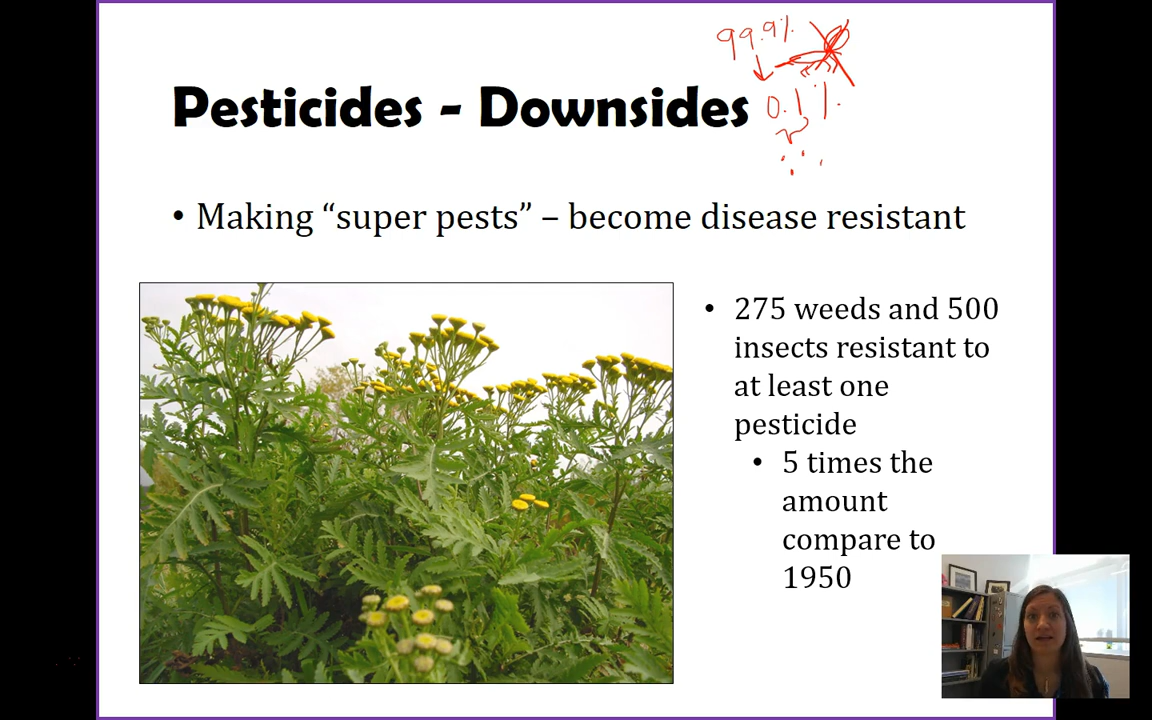 99.9%
Pesticides - Downsides
0.1%.
• Making “super pests” – become disease resistant
• 275 weeds and 500
insects resistant to
at least one
pesticide
• 5 times the
amount
compare to
1950